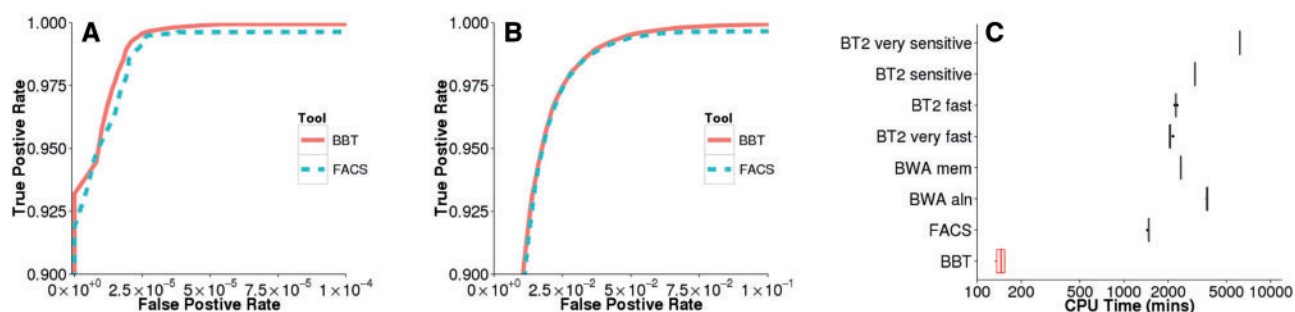 A
1.000
0.975
0.950
0.925
0.900
True Postive Rate
Tool
BBT
FACS
0×10⁺⁰
2.5×10⁻⁵
5×10⁻⁵
7.5×10⁻⁵
1×10⁻⁴
False Postive Rate
B
1.000
0.975
0.950
0.925
0.900
True Postive Rate
Tool
BBT
FACS
0×10⁺⁰
2.5×10⁻²
5×10⁻²
7.5×10⁻²
1×10⁻¹
False Postive Rate
C
BT2 very sensitive
BT2 sensitive
BT2 fast
BT2 very fast
BWA mem
BWA aln
FACS
BBT
100 200 500 1000 2000 5000 10000
CPU Time (mins)